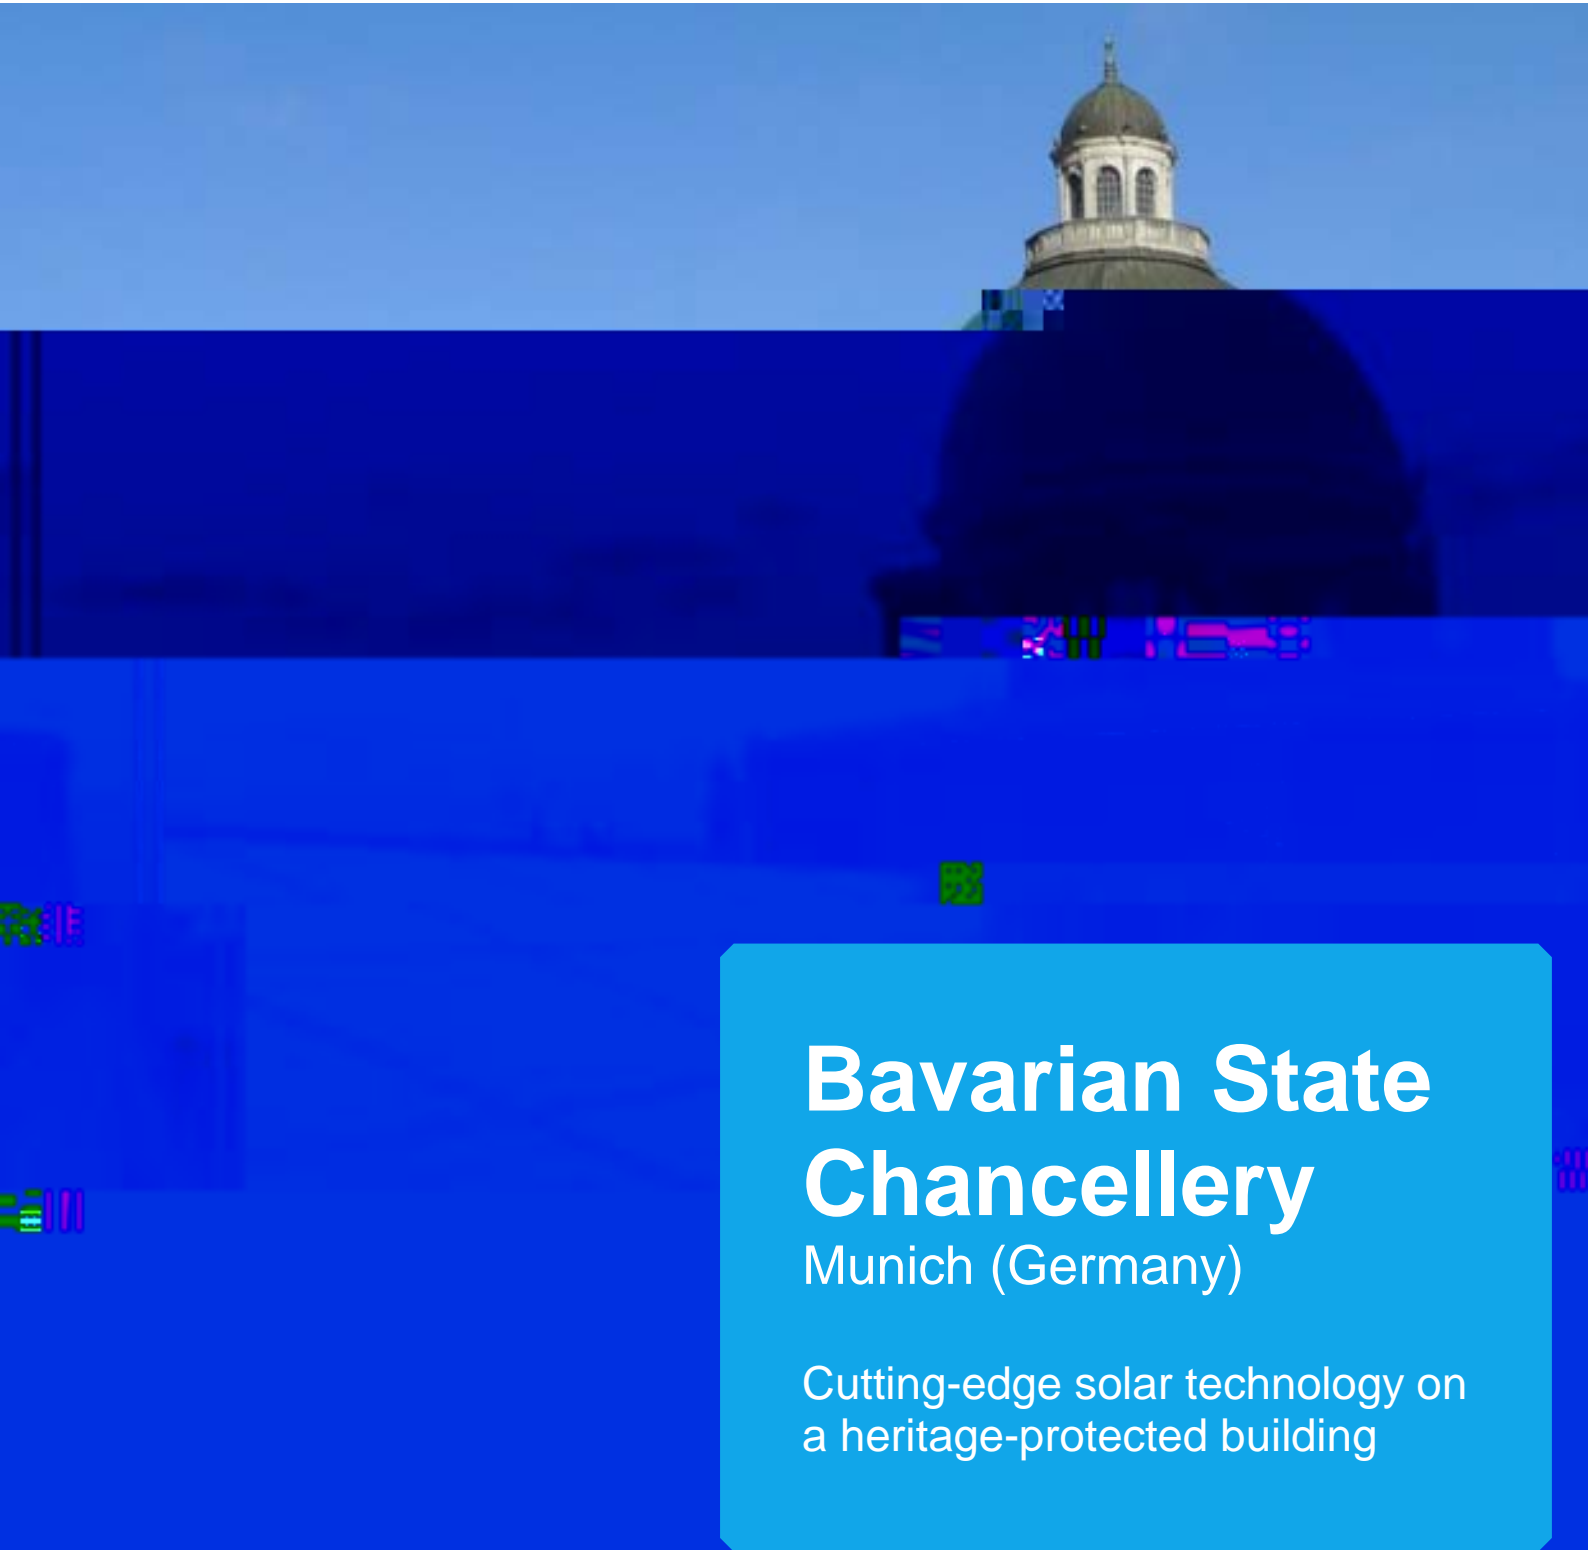 Bavarian State
Chancellery
Munich (Germany)
Cutting-edge solar technology on
a heritage-protected building